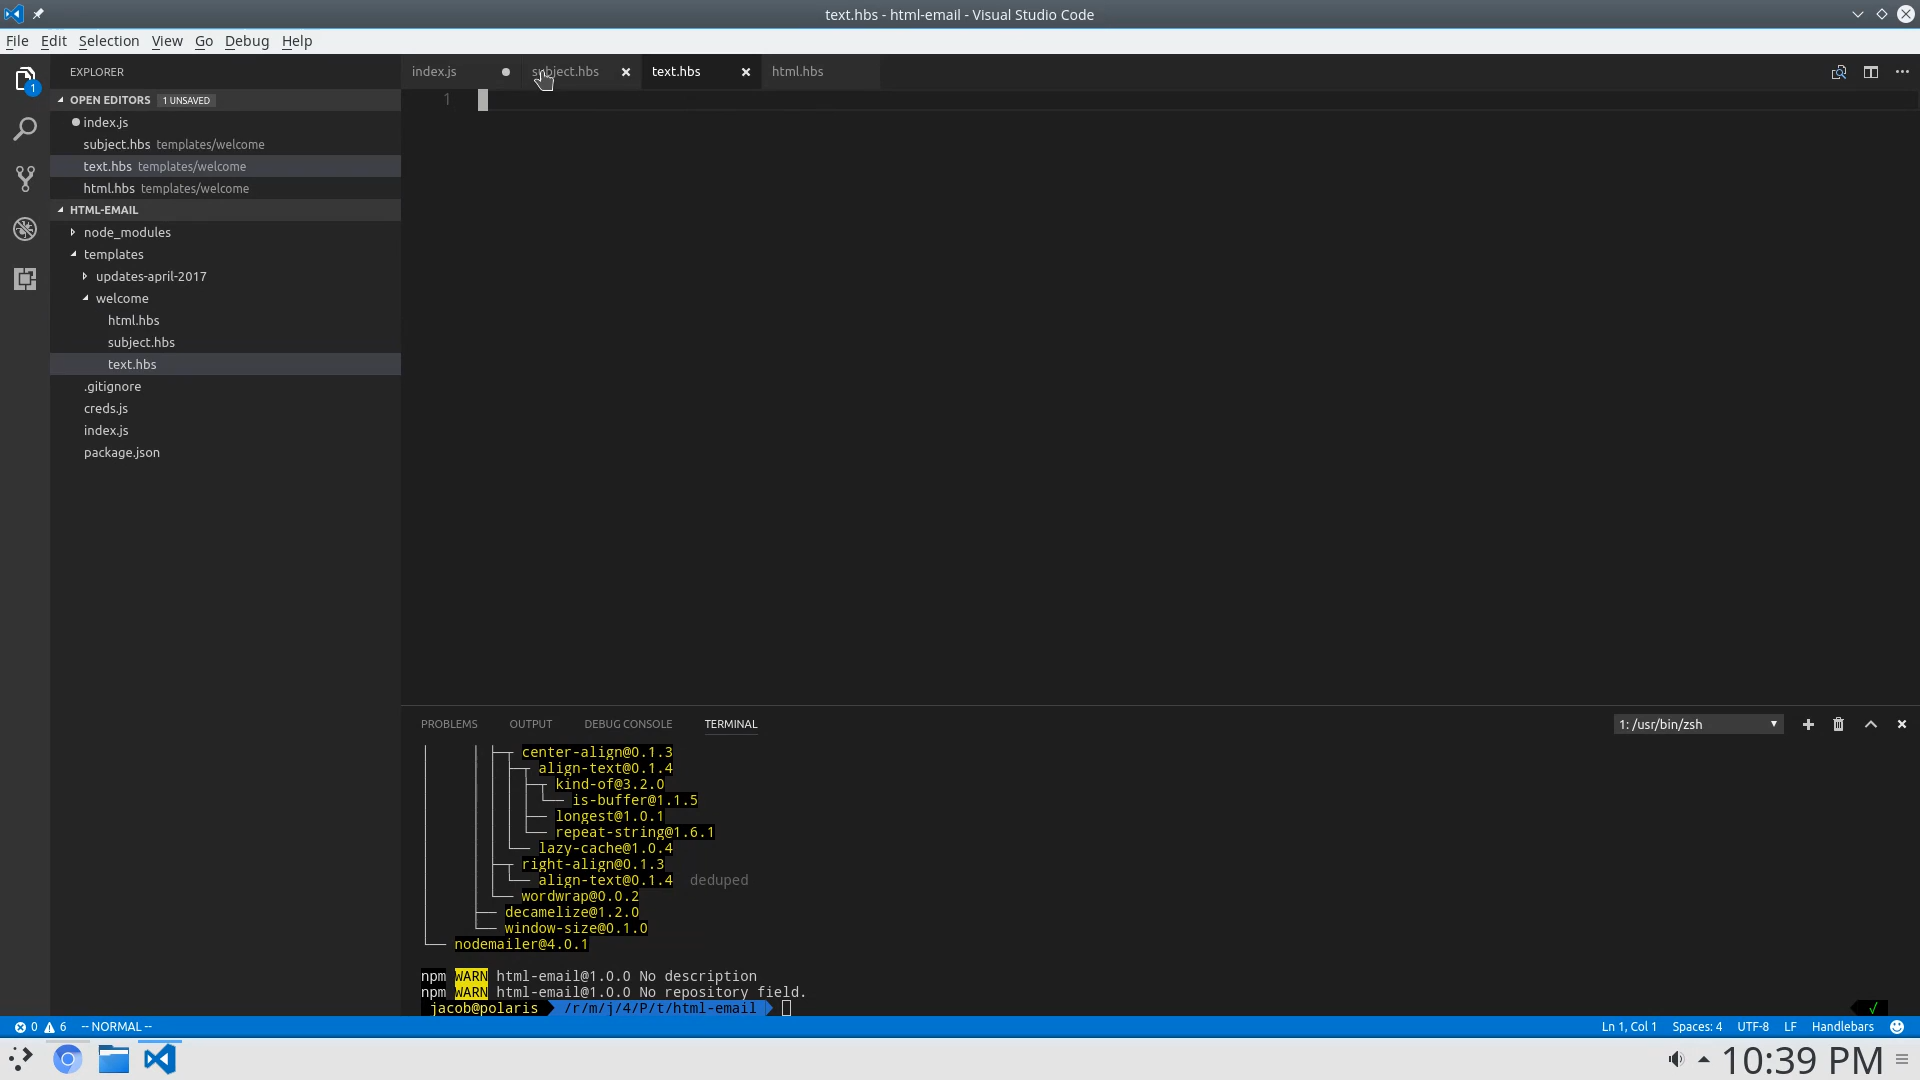 text.hbs - html-email - Visual Studio Code
File Edit Selection View Go Debug Help
EXPLORER
index.js subject.hbs text.hbs html.hbs
OPEN EDITORS 1 UNSAVED
index.js
subject.hbs templates/welcome
text.hbs templates/welcome
html.hbs templates/welcome
HTML-EMAIL
node_modules
templates
updates-april-2017
welcome
html.hbs
subject.hbs
text.hbs
.gitignore
creds.js
index.js
package.json
1
1
PROBLEMS OUTPUT DEBUG CONSOLE TERMINAL
1: /usr/bin/zsh
center-align@0.1.3
align-text@0.1.4
kind-of@3.2.0
is-buffer@1.1.5
longest@1.0.1
repeat-string@1.6.1
lazy-cache@1.0.4
right-align@0.1.3
align-text@0.1.4 deduped
wordwrap@0.0.2
decamelize@1.2.0
window-size@0.1.0
nodemailer@4.0.1
npm WARN html-email@1.0.0 No description
npm WARN html-email@1.0.0 No repository field.
jacob@polaris /r/m/j/4/P/t/html-email
0 6 -- NORMAL --
Ln 1, Col 1 Spaces: 4 UTF-8 LF Handlebars
10:39 PM